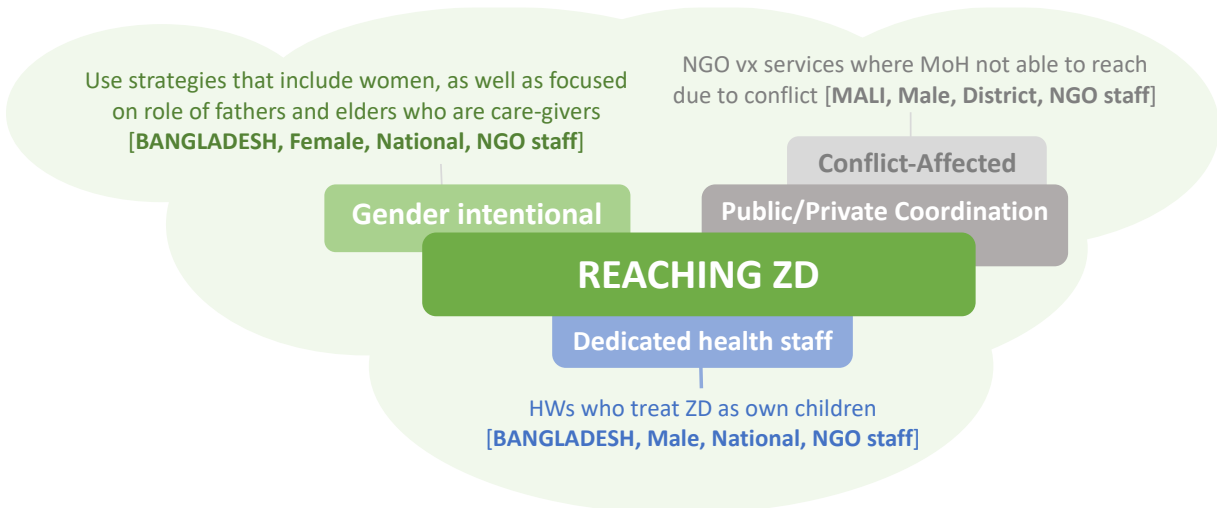 Use strategies that include women, as well as focused
on role of fathers and elders who are care-givers
[BANGLADESH, Female, National, NGO staff]
NGO vx services where MoH not able to reach
due to conflict [MALI, Male, District, NGO staff]
Conflict-Affected
Gender intentional
Public/Private Coordination
REACHING ZD
Dedicated health staff
HWs who treat ZD as own children
[BANGLADESH, Male, National, NGO staff]